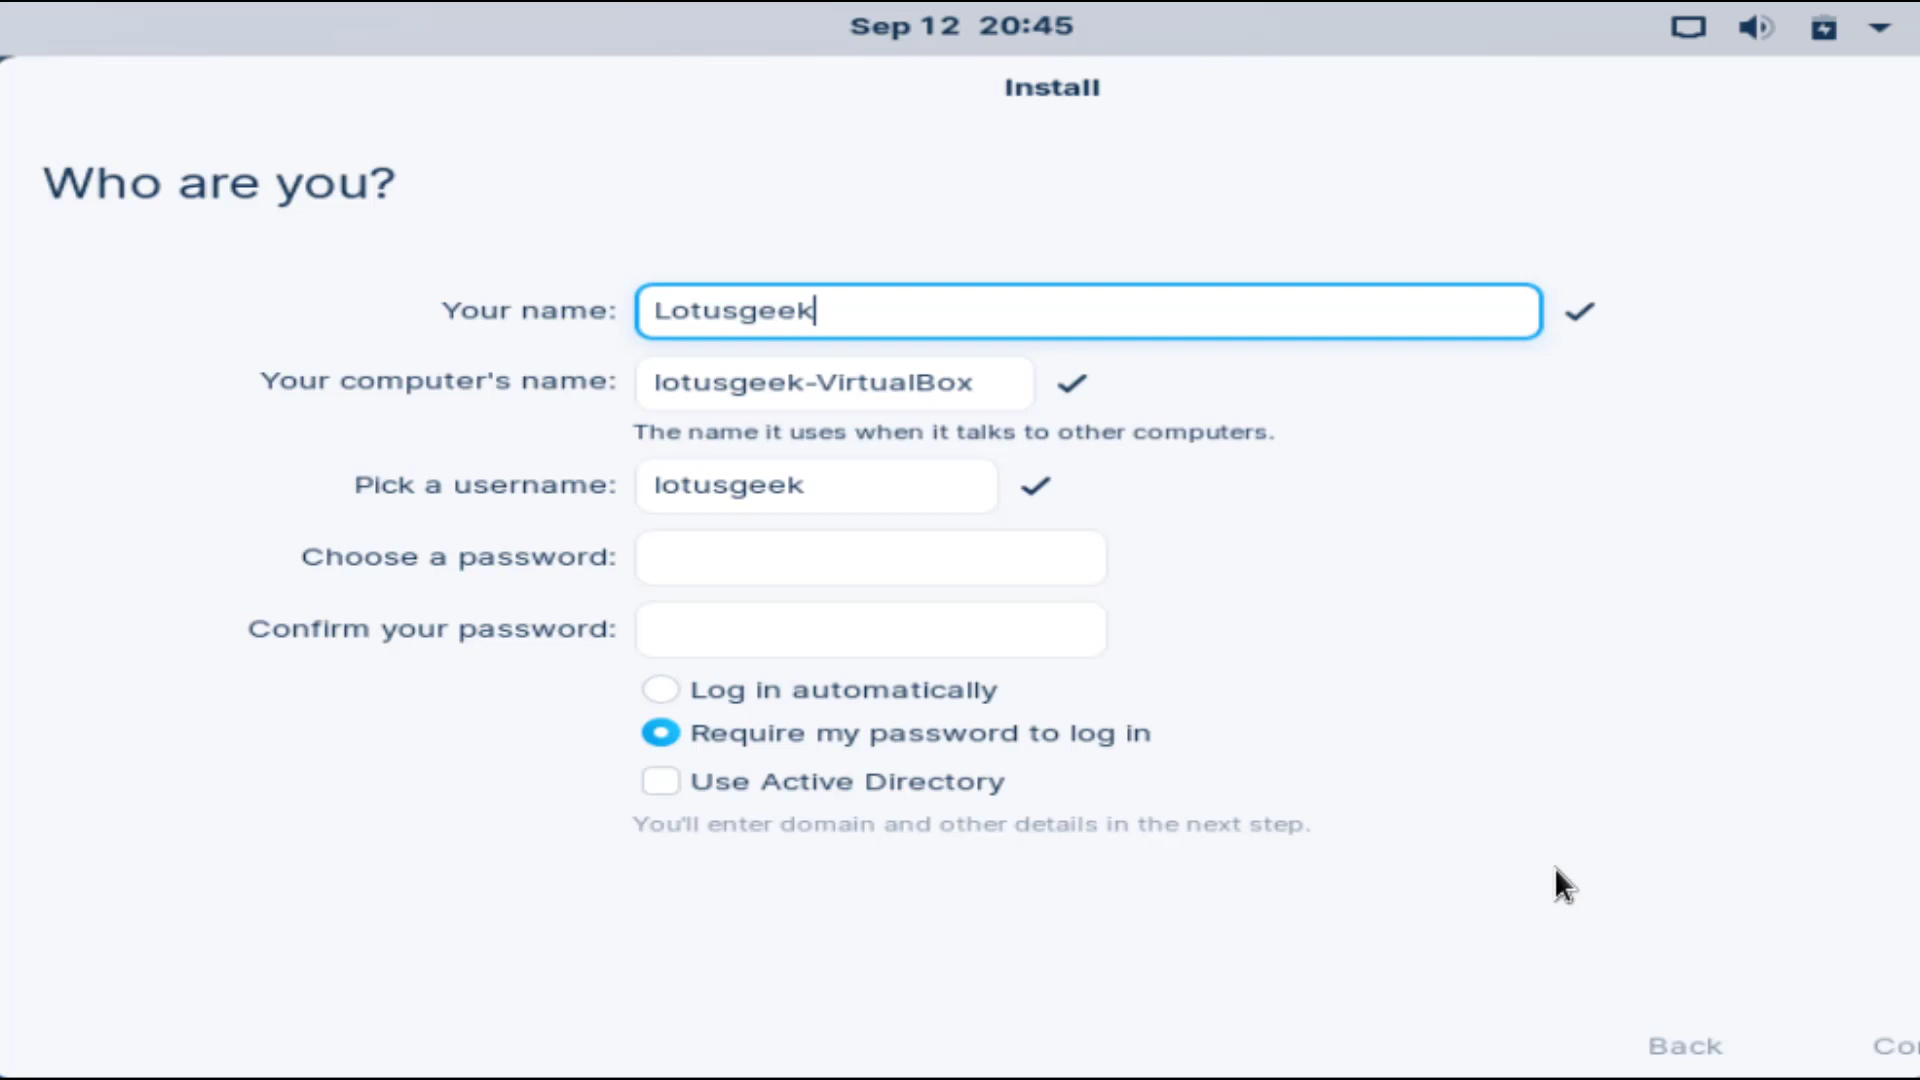 Sep 12 20:45
Install
Who are you?
Your name: Lotusgeek
Your computer's name: lotusgeek-VirtualBox
The name it uses when it talks to other computers.
Pick a username: lotusgeek
Choose a password:
Confirm your password:
Log in automatically
Require my password to log in
Use Active Directory
You'll enter domain and other details in the next step.
Back